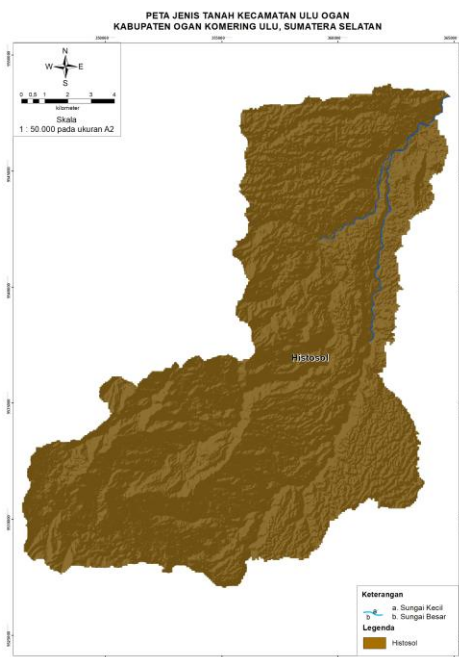 PETA JENIS TANAH KECAMATAN ULU OGAN
KABUPATEN OGAN KOMERING ULU, SUMATERA SELATAN
N
W E
S
0 0,5 1 2 3 4
kilometer
Skala
1 : 50.000 pada ukuran A2
Histosol
Keterangan
a
b
a. Sungai Kecil
b. Sungai Besar
Legenda
Histosol